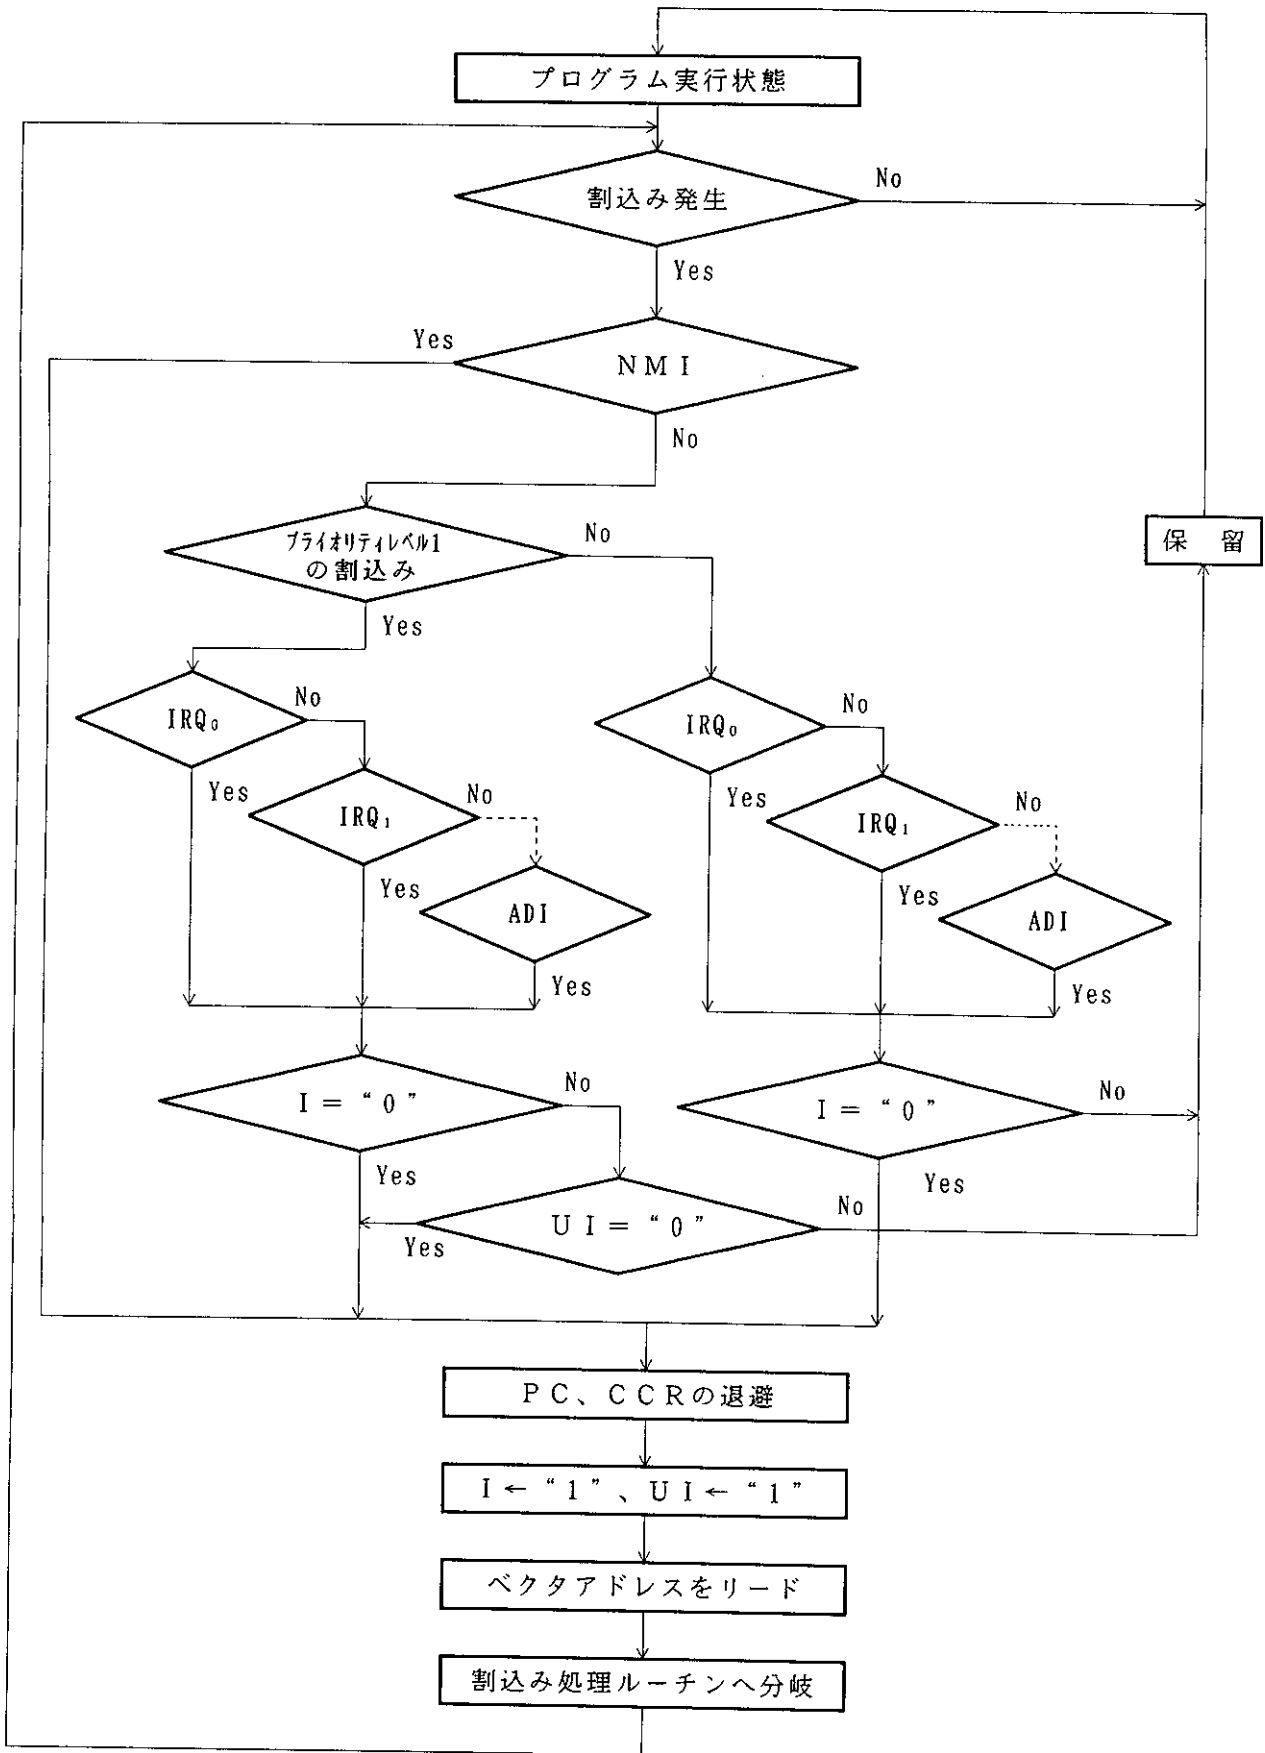 プログラム実行状態
割込み発生
No
Yes
Yes
NMI
No
プライオリティレベル1
の割込み
No
保 留
Yes
IRQ₀
No
IRQ₀
No
Yes
IRQ₁
No
Yes
IRQ₁
No
Yes
ADI
Yes
ADI
Yes
Yes
I = “0”
No
I = “0”
No
Yes
Yes
UI = “0”
No
Yes
PC、CCRの退避
I ← “1”、UI ← “1”
ベクタアドレスをリード
割込み処理ルーチンへ分岐